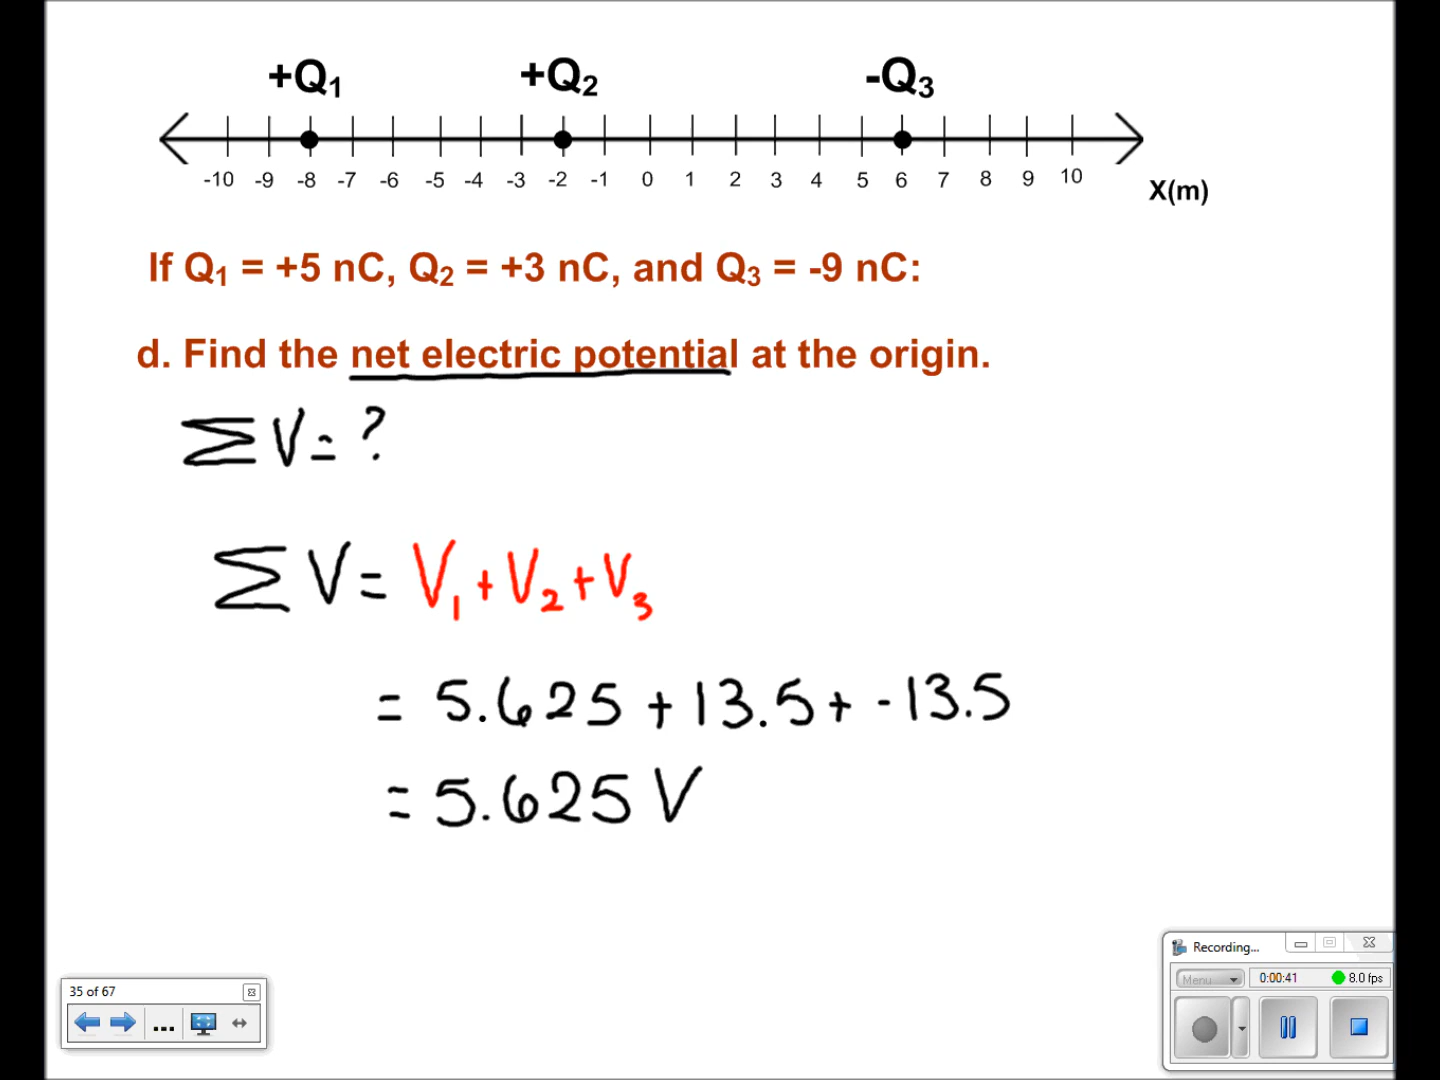 +Q₁ +Q₂ -Q₃
-10 -9 -8 -7 -6 -5 -4 -3 -2 -1 0 1 2 3 4 5 6 7 8 9 10
X(m)
If Q₁ = +5 nC, Q₂ = +3 nC, and Q₃ = -9 nC:
d. Find the net electric potential at the origin.
Σ V = ?
Σ V = V₁ + V₂ + V₃
= 5.625 + 13.5 + -13.5
= 5.625 V
35 of 67
...
Recording...
Menu 0:00:41 8.0 fps